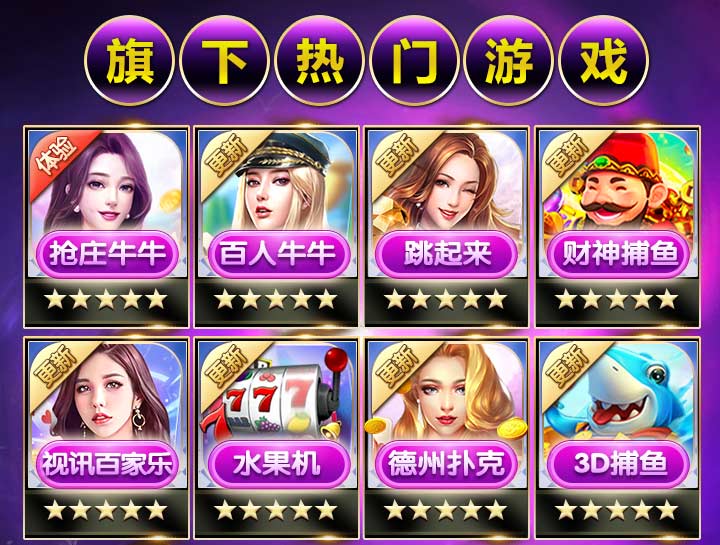 旗下热门游戏
体验 更新 更新 更新
抢庄牛牛 百人牛牛 跳起来 财神捕鱼
更新 更新 更新 更新
777
视讯百家乐 水果机 德州扑克 3D捕鱼